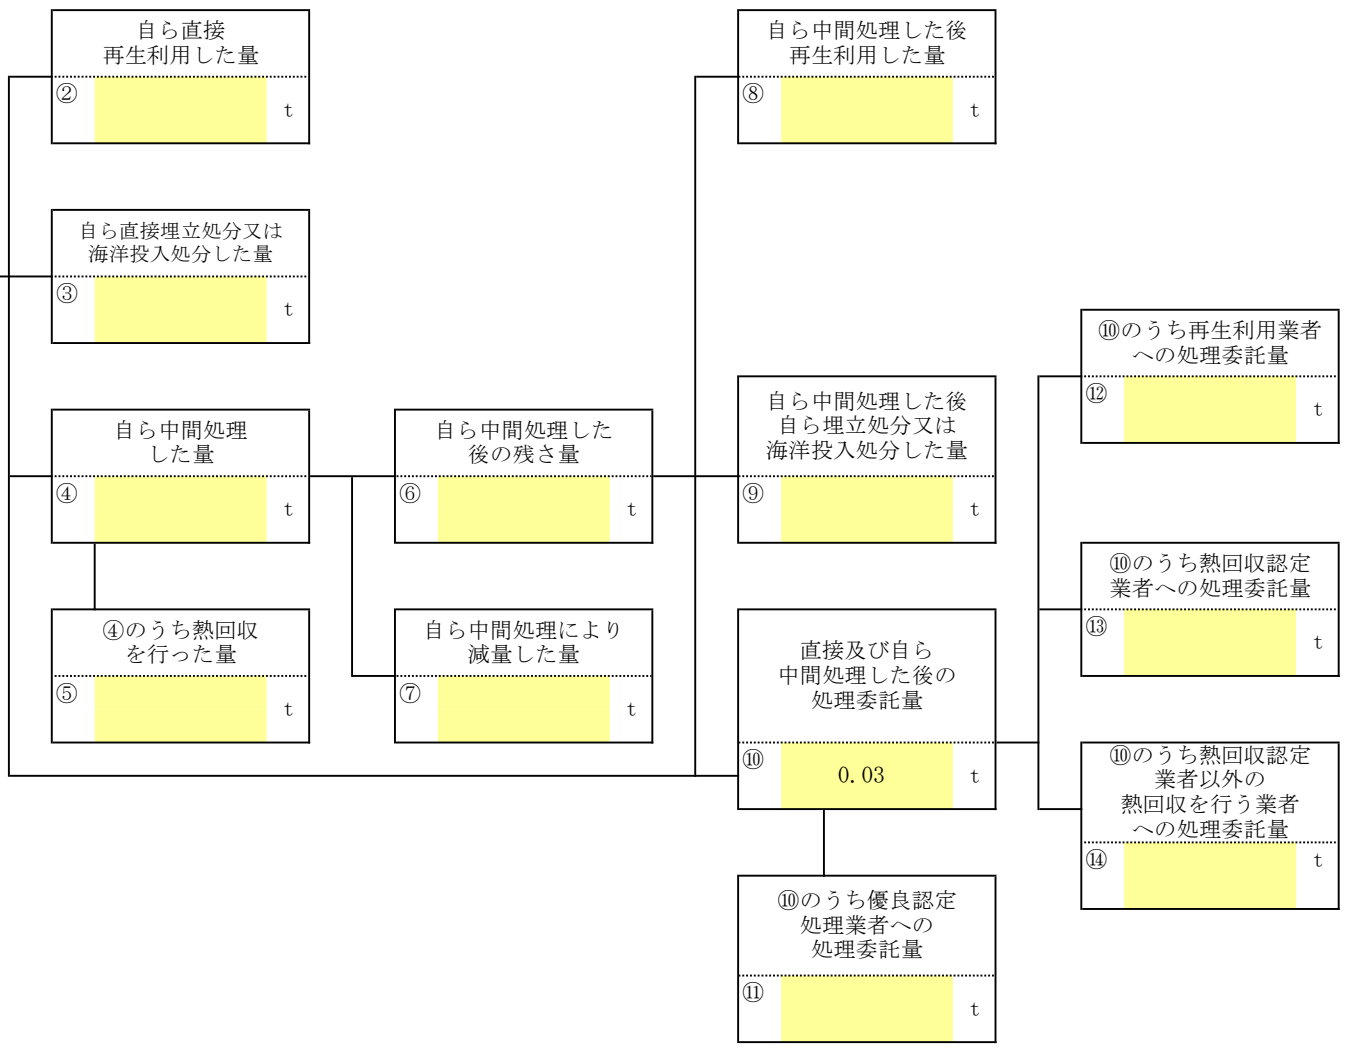 自ら直接
再生利用した量
②
t
自ら中間処理した後
再生利用した量
⑧
t
自ら直接埋立処分又は
海洋投入処分した量
③
t
⑩のうち再生利用業者
への処理委託量
⑫
t
自ら中間処理
した量
④
t
自ら中間処理した
後の残さ量
⑥
t
自ら中間処理した後
自ら埋立処分又は
海洋投入処分した量
⑨
t
⑩のうち熱回収認定
業者への処理委託量
⑬
t
④のうち熱回収
を行った量
⑤
t
自ら中間処理により
減量した量
⑦
t
直接及び自ら
中間処理した後の
処理委託量
⑩
0.03
t
⑩のうち熱回収認定
業者以外の
熱回収を行う業者
への処理委託量
⑭
t
⑩のうち優良認定
処理業者への
処理委託量
⑪
t